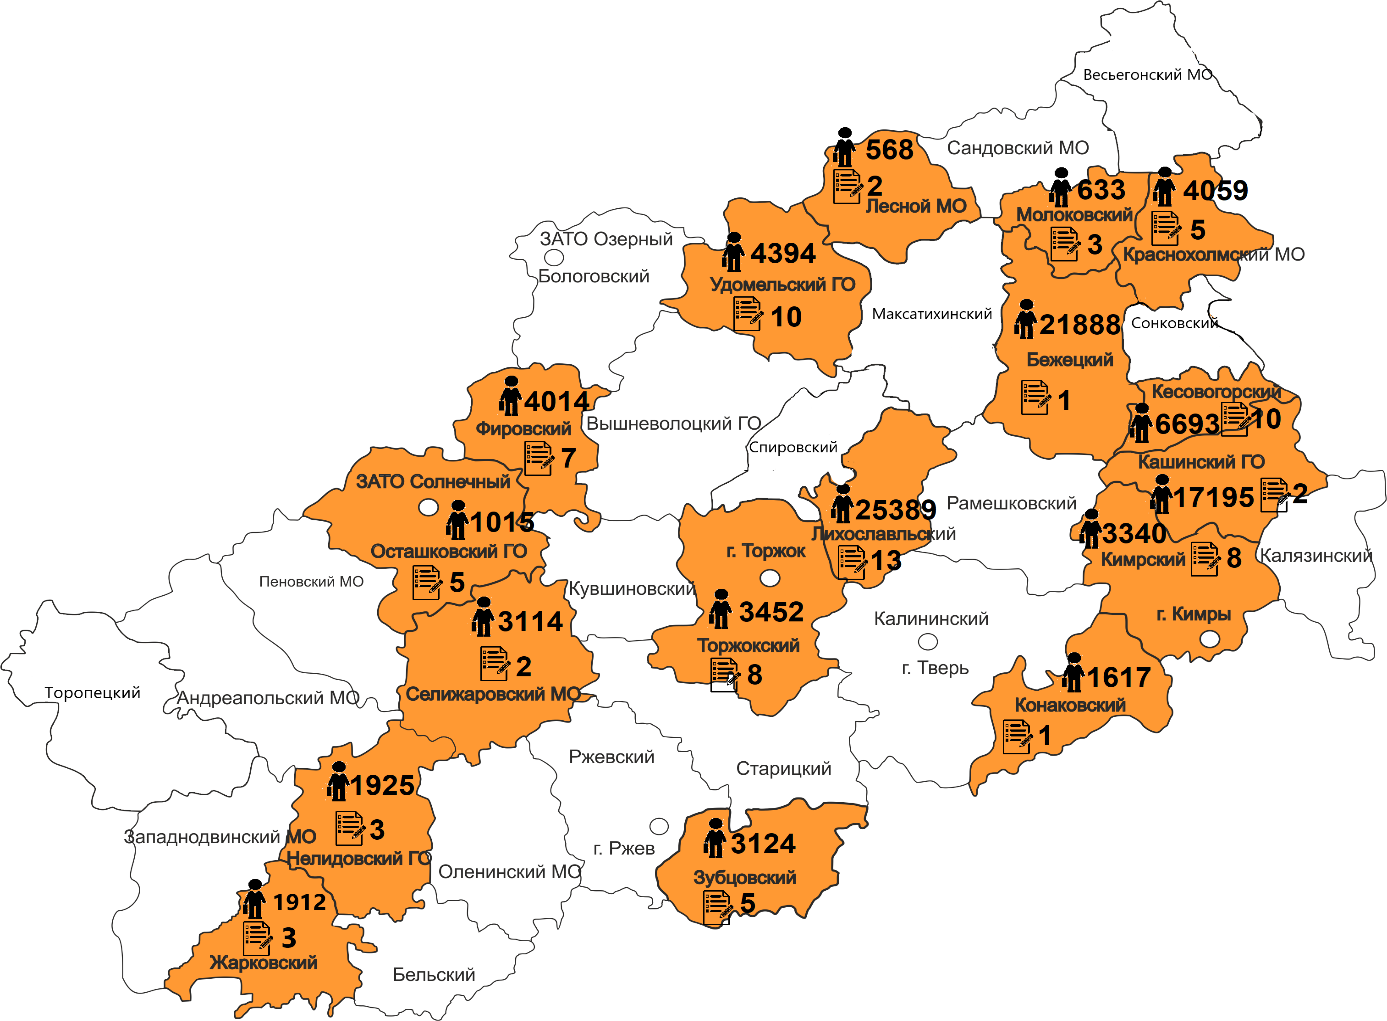 Весьегонский МО
568
Сандовский МО
2
Лесной МО
633
4059
Молоковский
3
5
Краснохолмский МО
ЗАТО Озерный
Бологовский
4394
Удомельский ГО
10
Максатихинский
21888
Сонковский
Бежецкий
1
Кесовогорский
6693
10
4014
Фировский
7
Вышневолоцкий ГО
Спировский
Кашинский ГО
17195
2
ЗАТО Солнечный
1015
Осташковский ГО
5
25389
Лихославльский
13
Рамешковский
3340
Кимрский
8
Калязинский
г. Торжок
Пеновский МО
Кувшиновский
3452
Торжокский
8
Калининский
г. Тверь
г. Кимры
3114
2
Селижаровский МО
Торопецкий
Андреапольский МО
1617
Конаковский
1
Ржевский
Старицкий
1925
3
Нелидовский ГО
Западнодвинский МО
г. Ржев
3124
Зубцовский
5
Оленинский МО
1912
3
Жарковский
Бельский